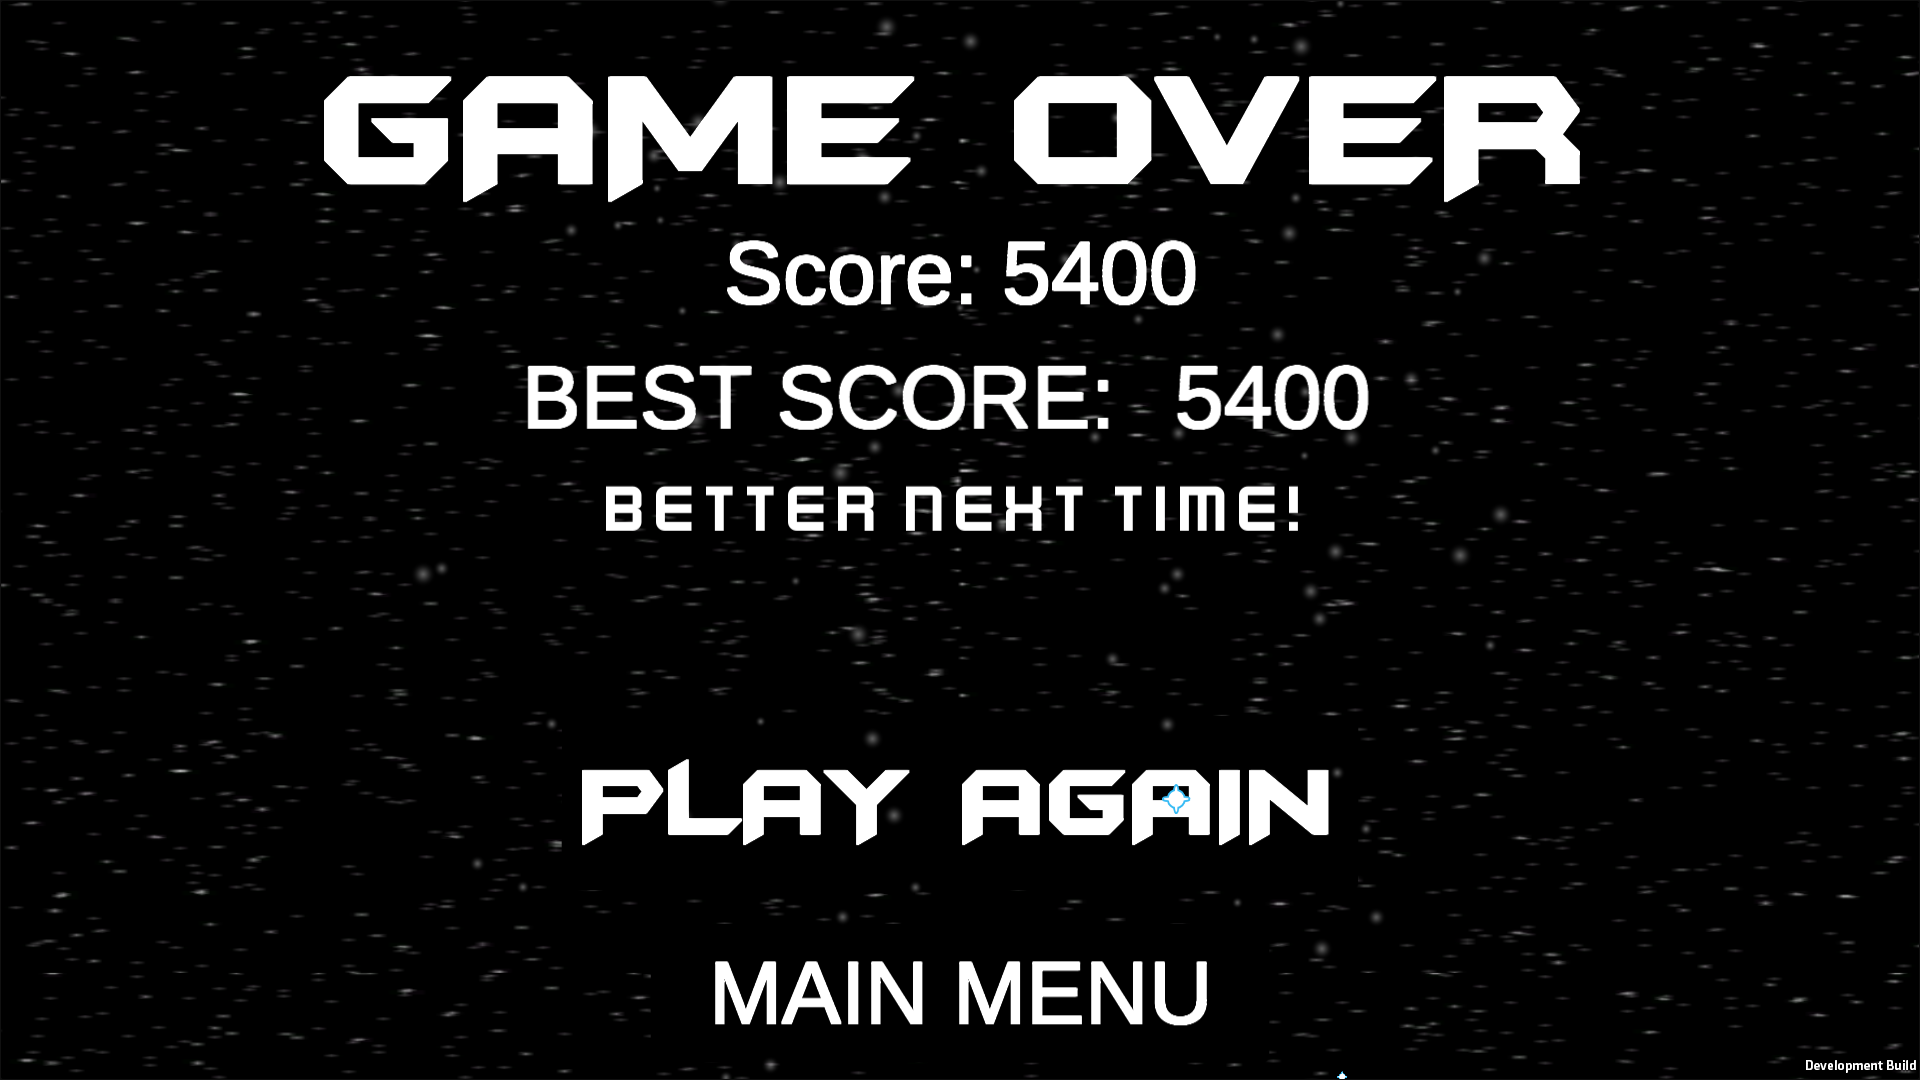 GAME OVER
Score: 5400
BEST SCORE: 5400
BETTER NEXT TIME!
PLAY AGAIN
MAIN MENU
Development Build